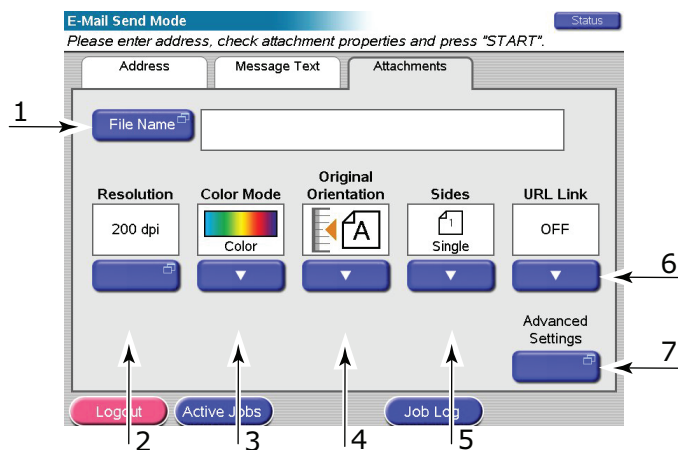 E-Mail Send Mode
Status
Please enter address, check attachment properties and press "START".
Address Message Text Attachments
1
File Name
Original
Resolution Color Mode Orientation Sides URL Link
200 dpi
Color
A
1
Single
OFF
6
Advanced
Settings
7
Logout Active Jobs Job Log
2 3 4 5